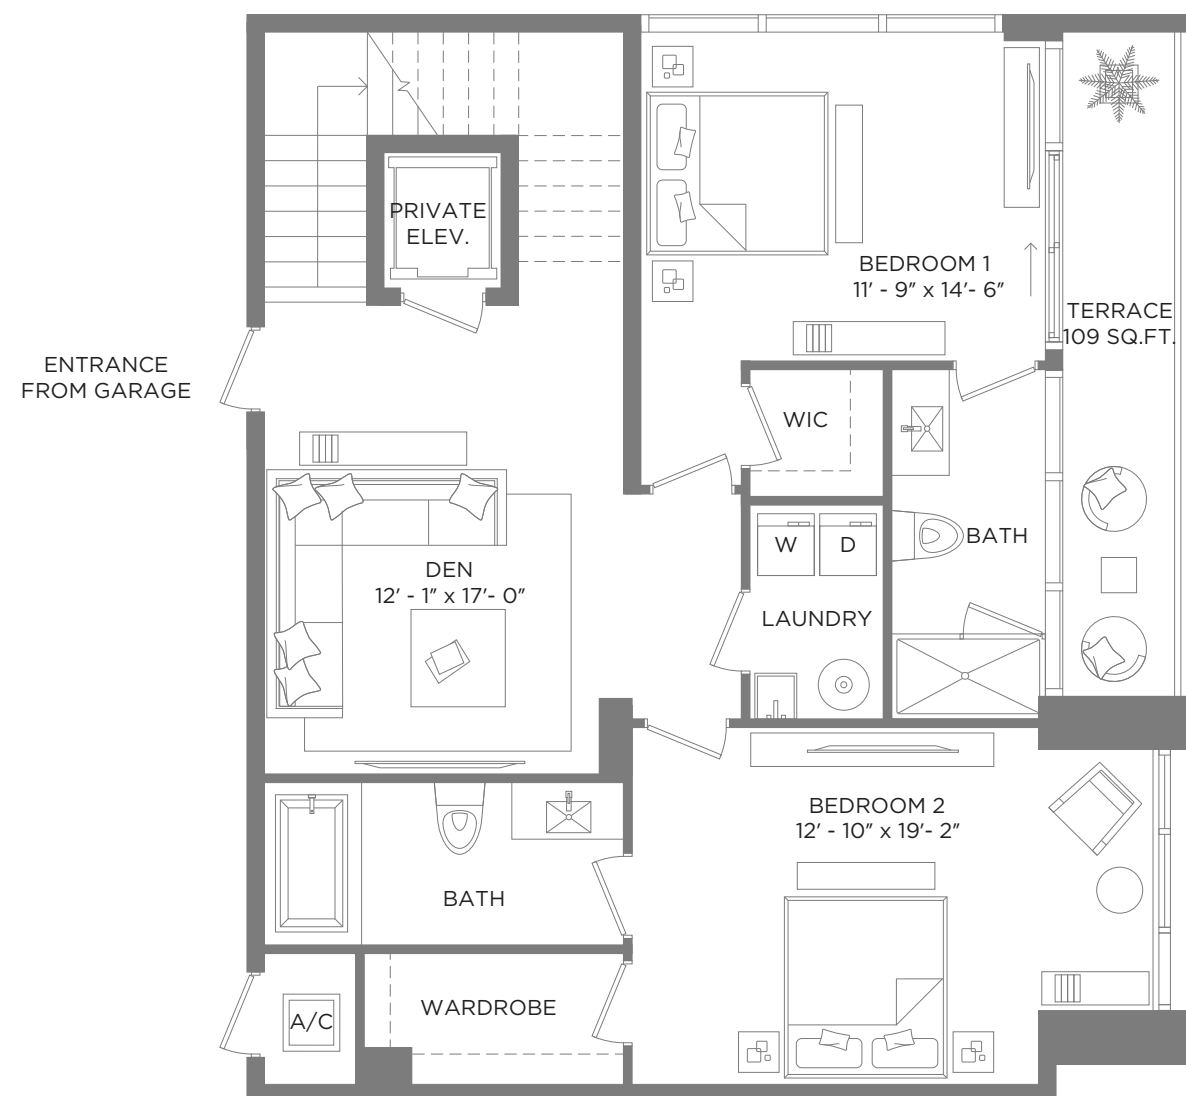 PRIVATE
ELEV.
BEDROOM 1
11' - 9" x 14'- 6"
TERRACE
109 SQ.FT.
ENTRANCE
FROM GARAGE
WIC
W
D
BATH
DEN
12' - 1" x 17'- 0"
LAUNDRY
BEDROOM 2
12' - 10" x 19'- 2"
BATH
WARDROBE
A/C